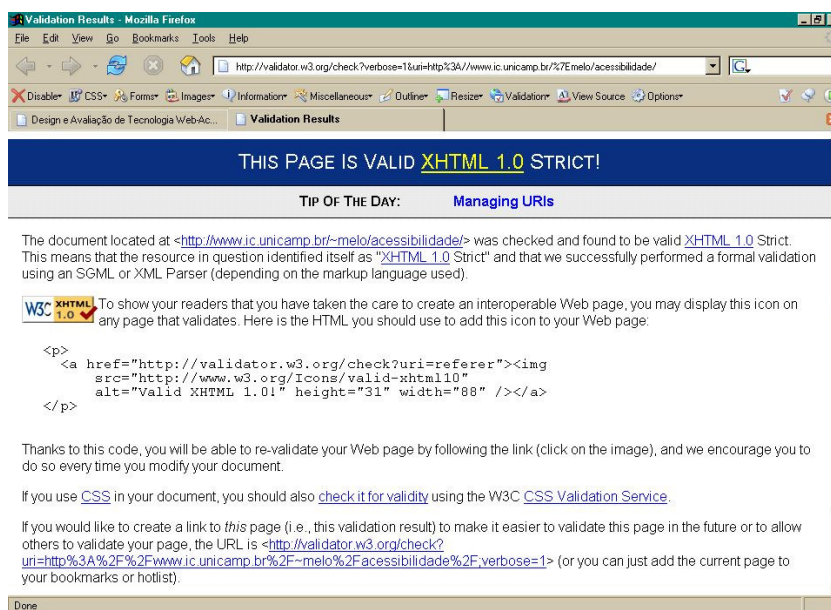 Validation Results - Mozilla Firefox
File Edit View Go Bookmarks Tools Help
http://validator.w3.org/check?verbose=1&uri=http%3A//www.ic.unicamp.br/%7Emelo/acessibilidade/
G
Disable CSS Forms Images Information Miscellaneous Outline Resize Validation View Source Options
Design e Avaliação de Tecnologia Web-Ac... Validation Results
THIS PAGE IS VALID XHTML 1.0 STRICT!
TIP OF THE DAY: Managing URIs
The document located at <http://www.ic.unicamp.br/~melo/acessibilidade/> was checked and found to be valid XHTML 1.0 Strict.
This means that the resource in question identified itself as "XHTML 1.0 Strict" and that we successfully performed a formal validation
using an SGML or XML Parser (depending on the markup language used).
W3C XHTML 1.0
To show your readers that you have taken the care to create an interoperable Web page, you may display this icon on
any page that validates. Here is the HTML you should use to add this icon to your Web page:
<p>
<a href="http://validator.w3.org/check?uri=referer"><img
src="http://www.w3.org/Icons/valid-xhtml10"
alt="Valid XHTML 1.0!" height="31" width="88" /></a>
</p>
Thanks to this code, you will be able to re-validate your Web page by following the link (click on the image), and we encourage you to
do so every time you modify your document.
If you use CSS in your document, you should also check it for validity using the W3C CSS Validation Service.
If you would like to create a link to this page (i.e., this validation result) to make it easier to validate this page in the future or to allow
others to validate your page, the URL is <http://validator.w3.org/check?
uri=http%3A%2F%2Fwww.ic.unicamp.br%2F~melo%2Facessibilidade%2F;verbose=1> (or you can just add the current page to
your bookmarks or hotlist).
Done